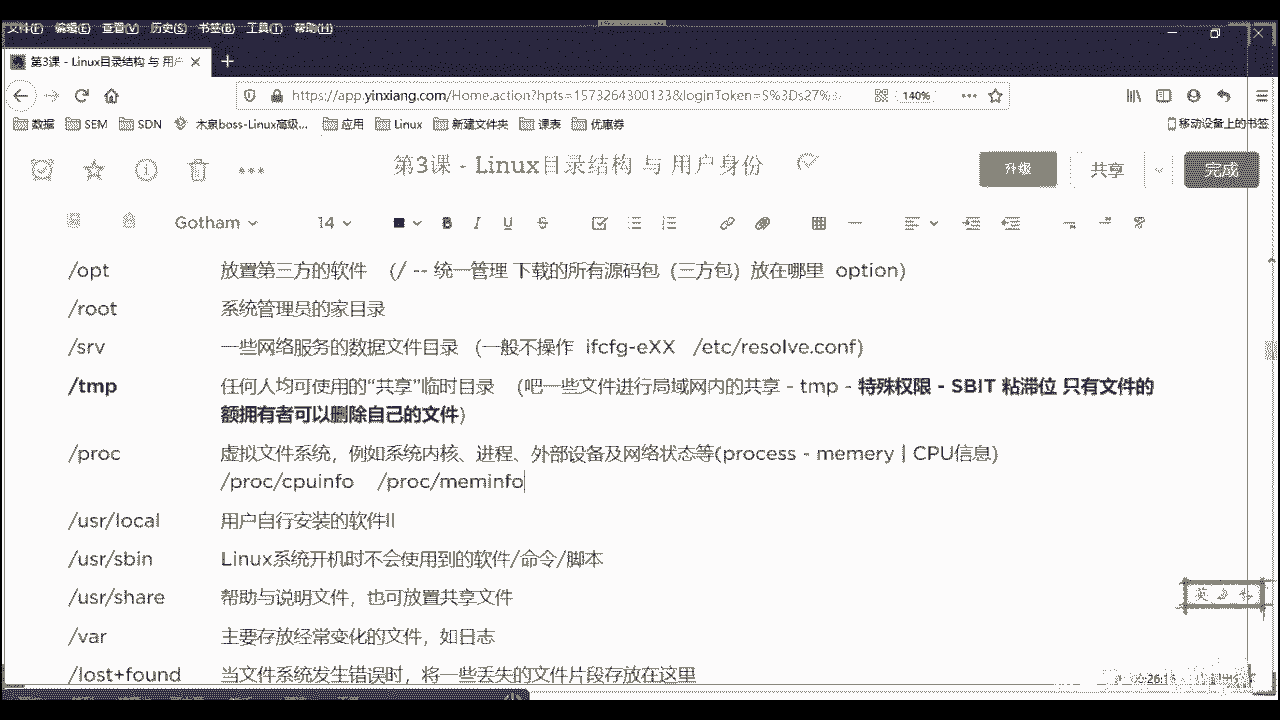 文件(F) 编辑(E) 查看(V) 历史(S) 书签(B) 工具(T) 帮助(H)
第3课 - Linux目录结构 与 用户
https://app.yinxiang.com/Home.action?hpts=1573264300133&loginToken=S%3Ds27%
140%
数据 SEM SDN 木泉boss-Linux高级... 应用 Linux 新建文件夹 课表 优惠券 移动设备上的书签
第3课 - Linux目录结构 与 用户身份
升级 共享 完成
Gotham 14 B I U S
/opt 放置第三方的软件 (/ -- 统一管理 下载的所有源码包（三方包）放在哪里 option)
/root 系统管理员的家目录
/srv 一些网络服务的数据文件目录 (一般不操作 ifcfg-eXX /etc/resolve.conf)
/tmp 任何人均可使用的“共享”临时目录 (吧一些文件进行局域网内的共享 - tmp - 特殊权限 - SBIT 粘滞位 只有文件的
额拥有者可以删除自己的文件)
/proc 虚拟文件系统，例如系统内核、进程、外部设备及网络状态等(process - memery | CPU信息)
/proc/cpuinfo /proc/meminfo
/usr/local 用户自行安装的软件
/usr/sbin Linux系统开机时不会使用到的软件/命令/脚本
/usr/share 帮助与说明文件，也可放置共享文件
英
/var 主要存放经常变化的文件，如日志
/lost+found 当文件系统发生错误时，将一些丢失的文件片段存放在这里